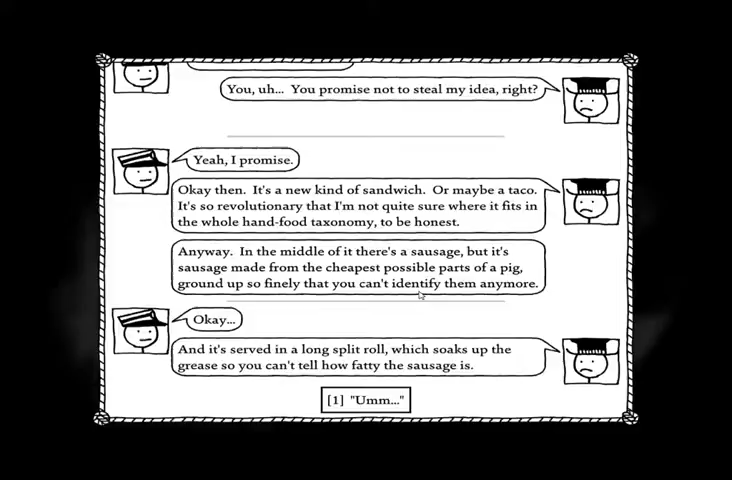 You, uh... You promise not to steal my idea, right?
Yeah, I promise.
Okay then. It's a new kind of sandwich. Or maybe a taco.
It's so revolutionary that I'm not quite sure where it fits in
the whole hand-food taxonomy, to be honest.
Anyway. In the middle of it there's a sausage, but it's
sausage made from the cheapest possible parts of a pig,
ground up so finely that you can't identify them anymore.
Okay...
And it's served in a long split roll, which soaks up the
grease so you can't tell how fatty the sausage is.
[1] "Umm..."